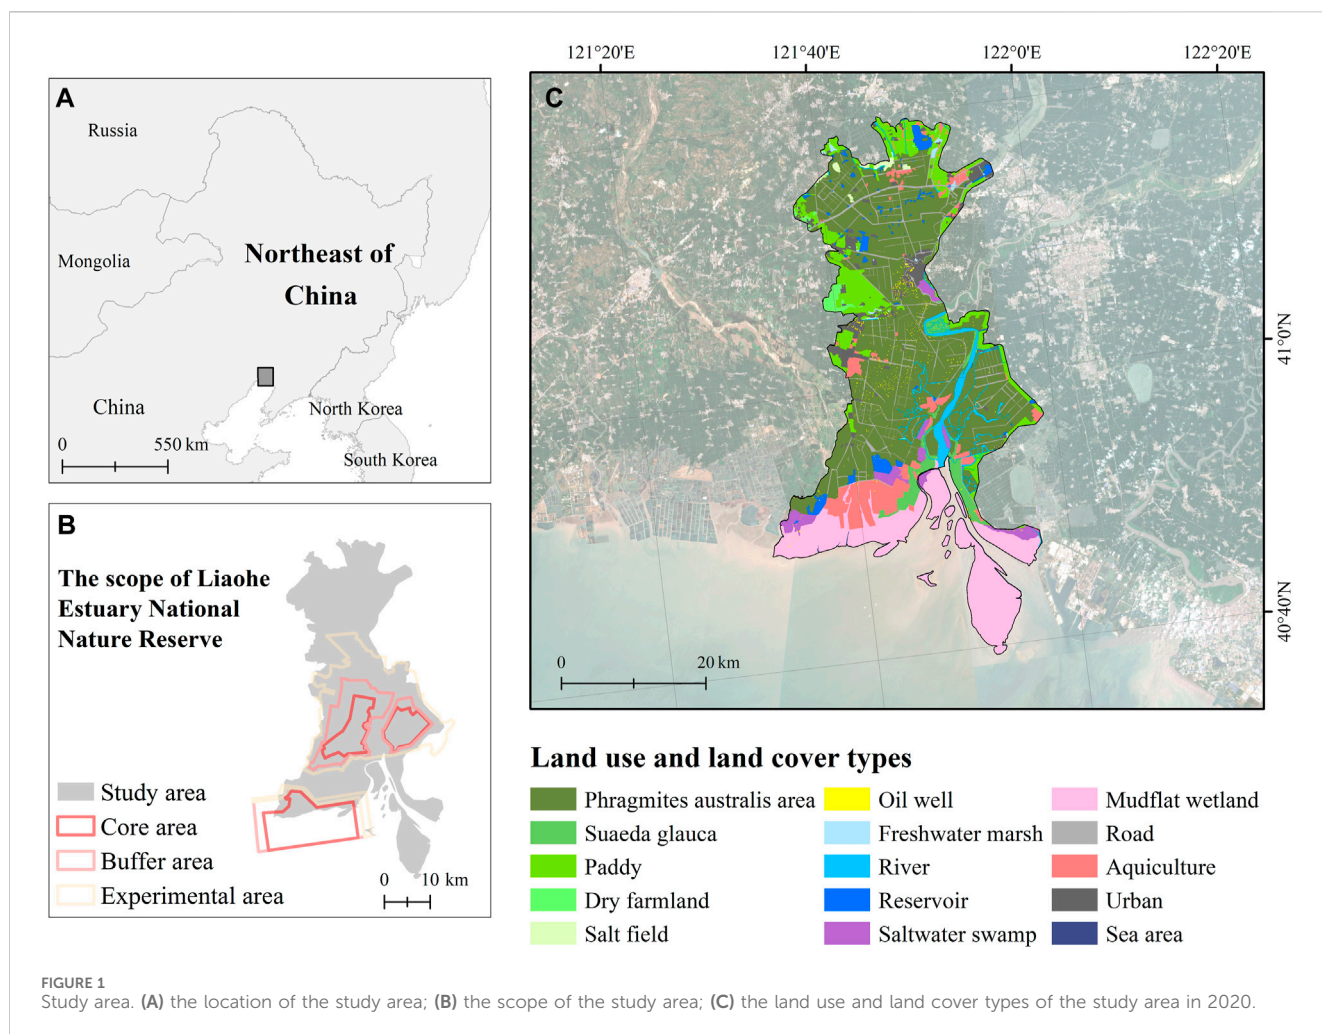 A
Russia
Mongolia
Northeast of
China
China
North Korea
South Korea
0 550 km
B
The scope of Liaohe
Estuary National
Nature Reserve
Study area
Core area
Buffer area
Experimental area
0 10 km
121°20'E 121°40'E 122°0'E 122°20'E
C
41°0'N
40°40'N
0 20 km
Land use and land cover types
Phragmites australis area
Suaeda glauca
Paddy
Dry farmland
Salt field
Oil well
Freshwater marsh
River
Reservoir
Saltwater swamp
Mudflat wetland
Road
Aquiculture
Urban
Sea area
FIGURE 1
Study area. (A) the location of the study area; (B) the scope of the study area; (C) the land use and land cover types of the study area in 2020.